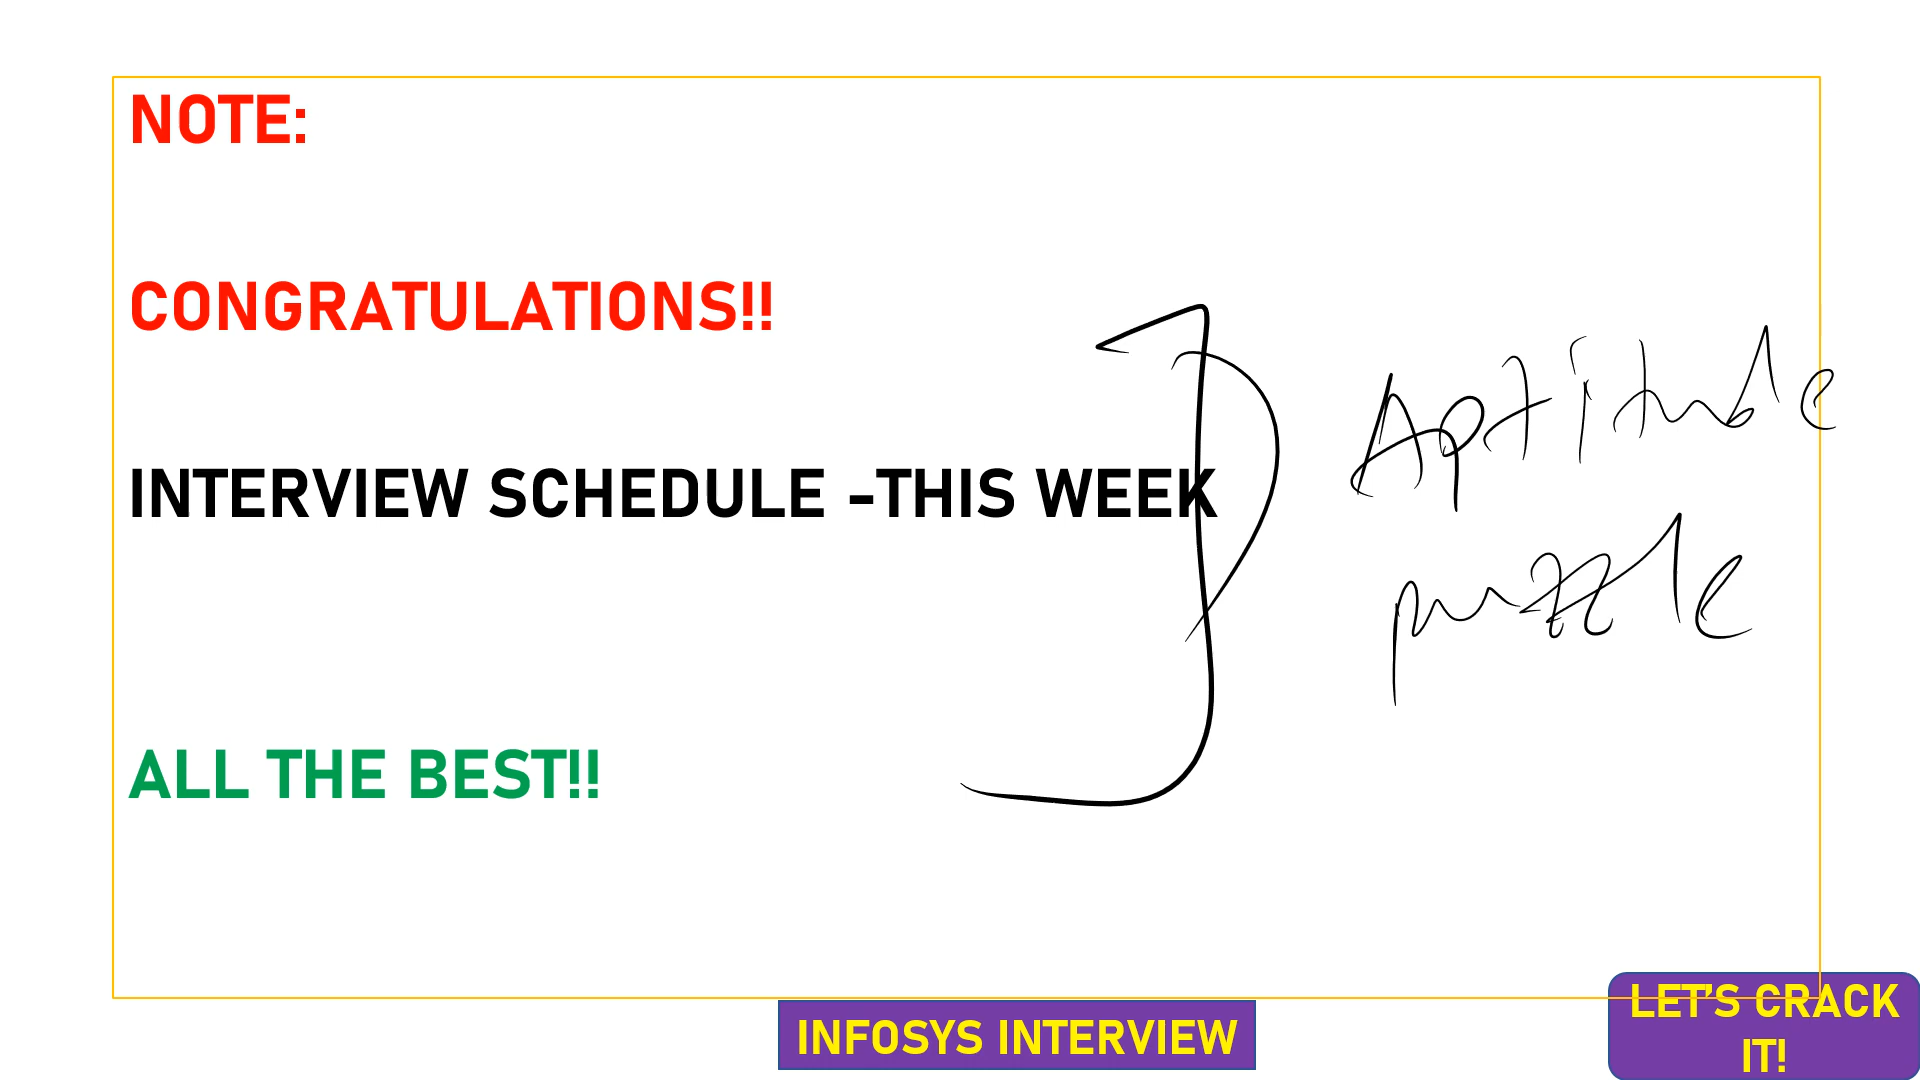 NOTE:
CONGRATULATIONS!!
INTERVIEW SCHEDULE -THIS WEEK
Aptitude
puzzle
ALL THE BEST!!
INFOSYS INTERVIEW
LET'S CRACK
IT!